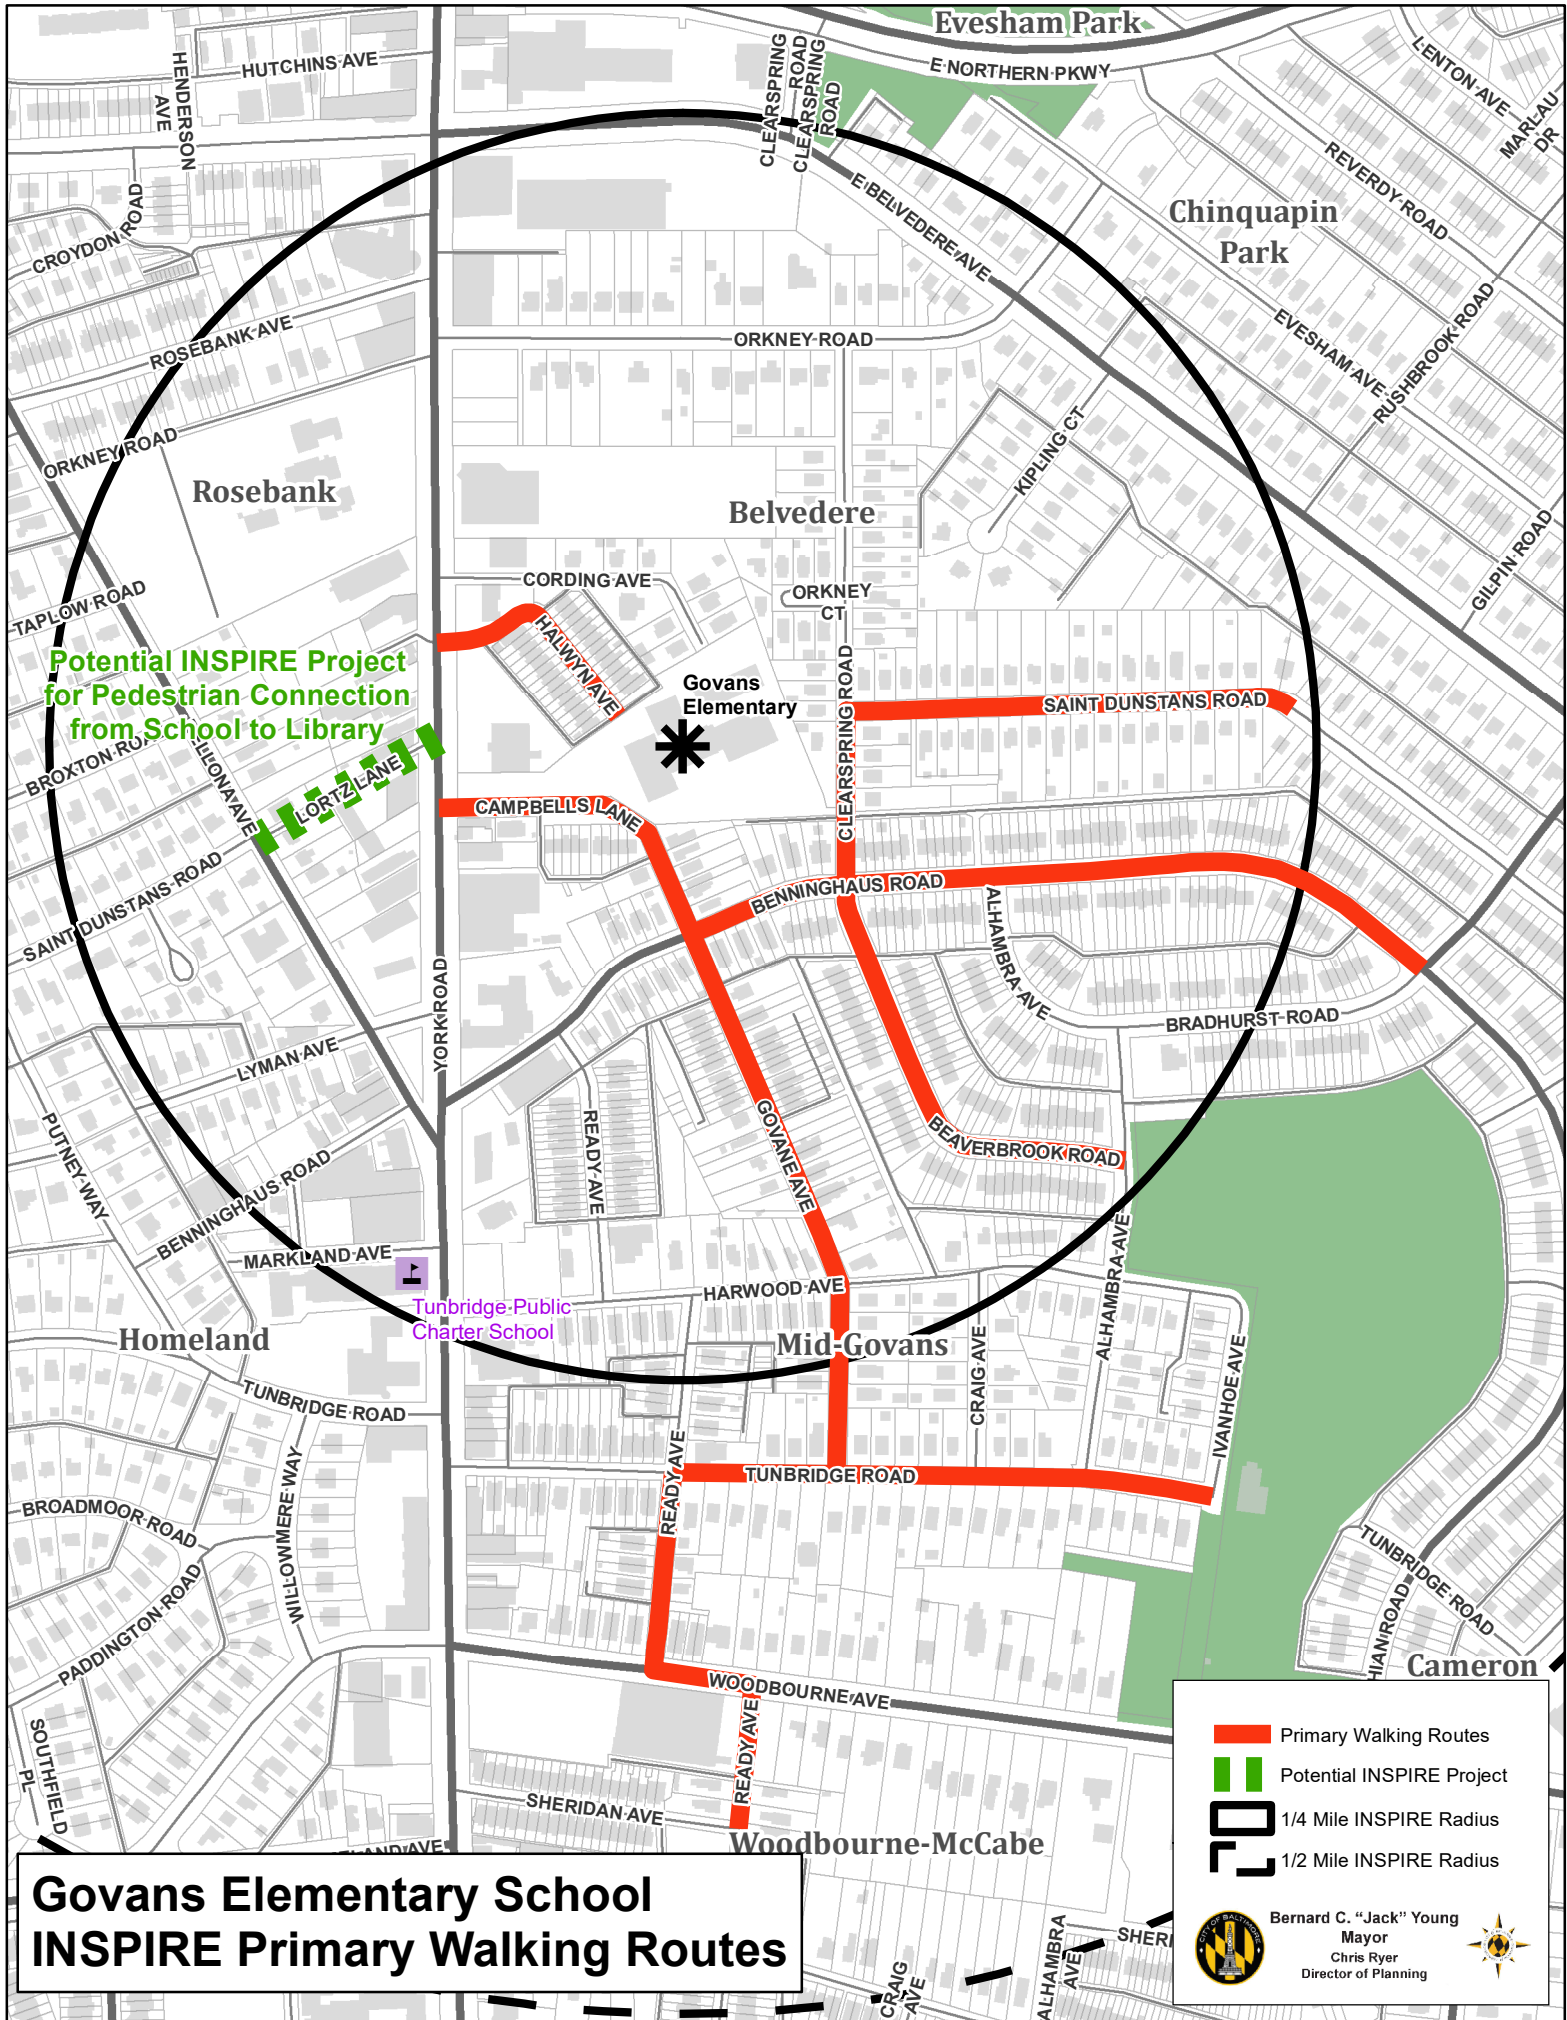 Evesham Park
HUTCHINS AVE
HENDERSON
AVE
CLEARSPRING
ROAD
CLEARSPRING
ROAD
E NORTHERN PKWY
LENTON AVE
MARLAU
DR
REVERDY ROAD
CROYDON ROAD
E BELVEDERE AVE
Chinquapin
Park
ROSEBANK AVE
ORKNEY ROAD
EVESHAM AVE
RUSHBROOK ROAD
ORKNEY ROAD
KIPLING CT
Rosebank
Belvedere
GILPIN ROAD
TAPLOW ROAD
CORDING AVE
ORKNEY
CT
HALWYN AVE
Potential INSPIRE Project
for Pedestrian Connection
from School to Library
Govans
Elementary
CLEARSPRING ROAD
SAINT DUNSTANS ROAD
BROXTON
LORTZ LANE
CAMPBELLS LANE
SAINT DUNSTANS ROAD
BENNINGHAUS ROAD
ALHAMBRA AVE
YORK ROAD
BRADHURST ROAD
LYMAN AVE
PUTNEY WAY
READY AVE
GOVANE AVE
BEAVERBROOK ROAD
BENNINGHAUS ROAD
MARKLAND AVE
ALHAMBRA AVE
HARWOOD AVE
Tunbridge Public
Charter School
Homeland
Mid-Govans
CRAIG AVE
IVANHOE AVE
TUNBRIDGE ROAD
READY AVE
TUNBRIDGE ROAD
WILLOWMERE WAY
BROADMOOR ROAD
PADDINGTON ROAD
TUNBRIDGE ROAD
HIAN ROAD
Cameron
WOODBOURNE AVE
READY AVE
SOUTHFIELD
PL
SHERIDAN AVE
Woodbourne-McCabe
AND AVE
Primary Walking Routes
Potential INSPIRE Project
1/4 Mile INSPIRE Radius
1/2 Mile INSPIRE Radius
Govans Elementary School
INSPIRE Primary Walking Routes
CRAIG
AVE
ALHAMBRA
AVE
SHERI
CITY OF BALTIMORE
Bernard C. “Jack” Young
Mayor
Chris Ryer
Director of Planning